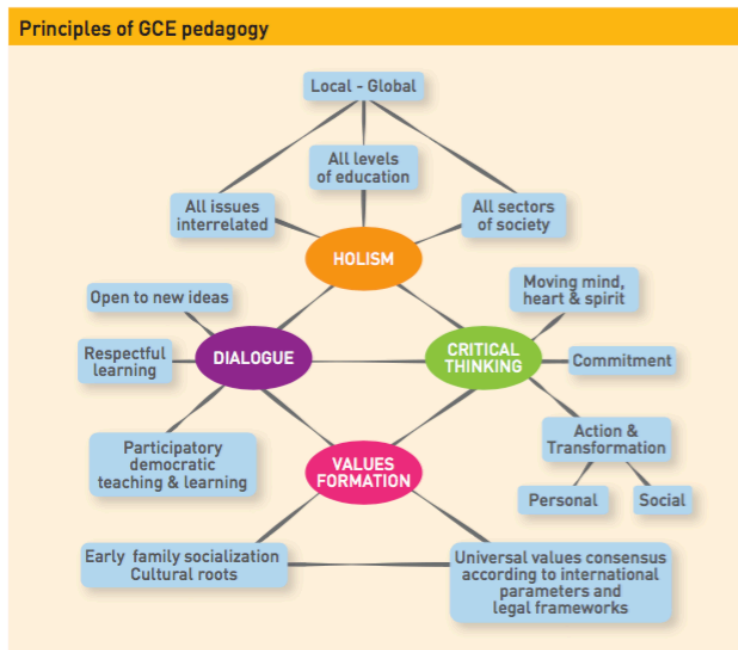 Principles of GCE pedagogy
Local - Global
All levels
of education
All issues
interrelated
All sectors
of society
HOLISM
Moving mind,
heart & spirit
Open to new ideas
Respectful
learning
DIALOGUE
CRITICAL
THINKING
Commitment
Participatory
democratic
teaching & learning
Action &
Transformation
VALUES
FORMATION
Personal
Social
Early family socialization
Cultural roots
Universal values consensus
according to international
parameters and
legal frameworks